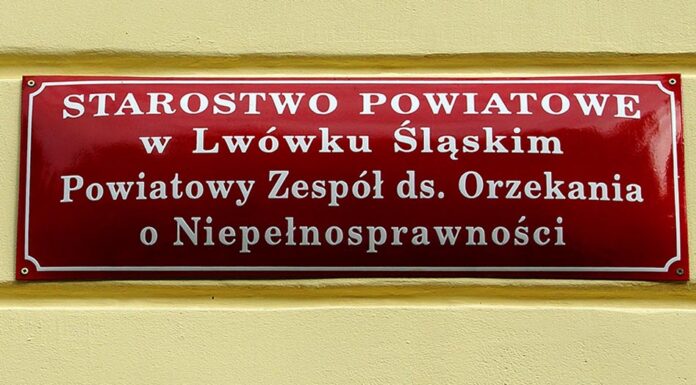 STAROSTWO POWIATOWE
w Lwówku Śląskim
Powiatowy Zespół ds. Orzekania
o Niepełnosprawności